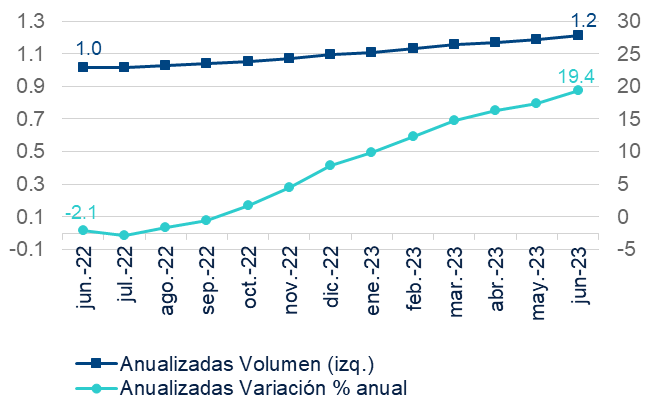 1.3
1.1
0.9
0.7
0.5
0.3
0.1
-0.1
30
25
20
15
10
5
0
-5
1.0
1.2
19.4
-2.1
jun.-22
jul.-22
ago.-22
sep.-22
oct.-22
nov.-22
dic.-22
ene.-23
feb.-23
mar.-23
abr.-23
may.-23
jun-23
Anualizadas Volumen (izq.)
Anualizadas Variación % anual